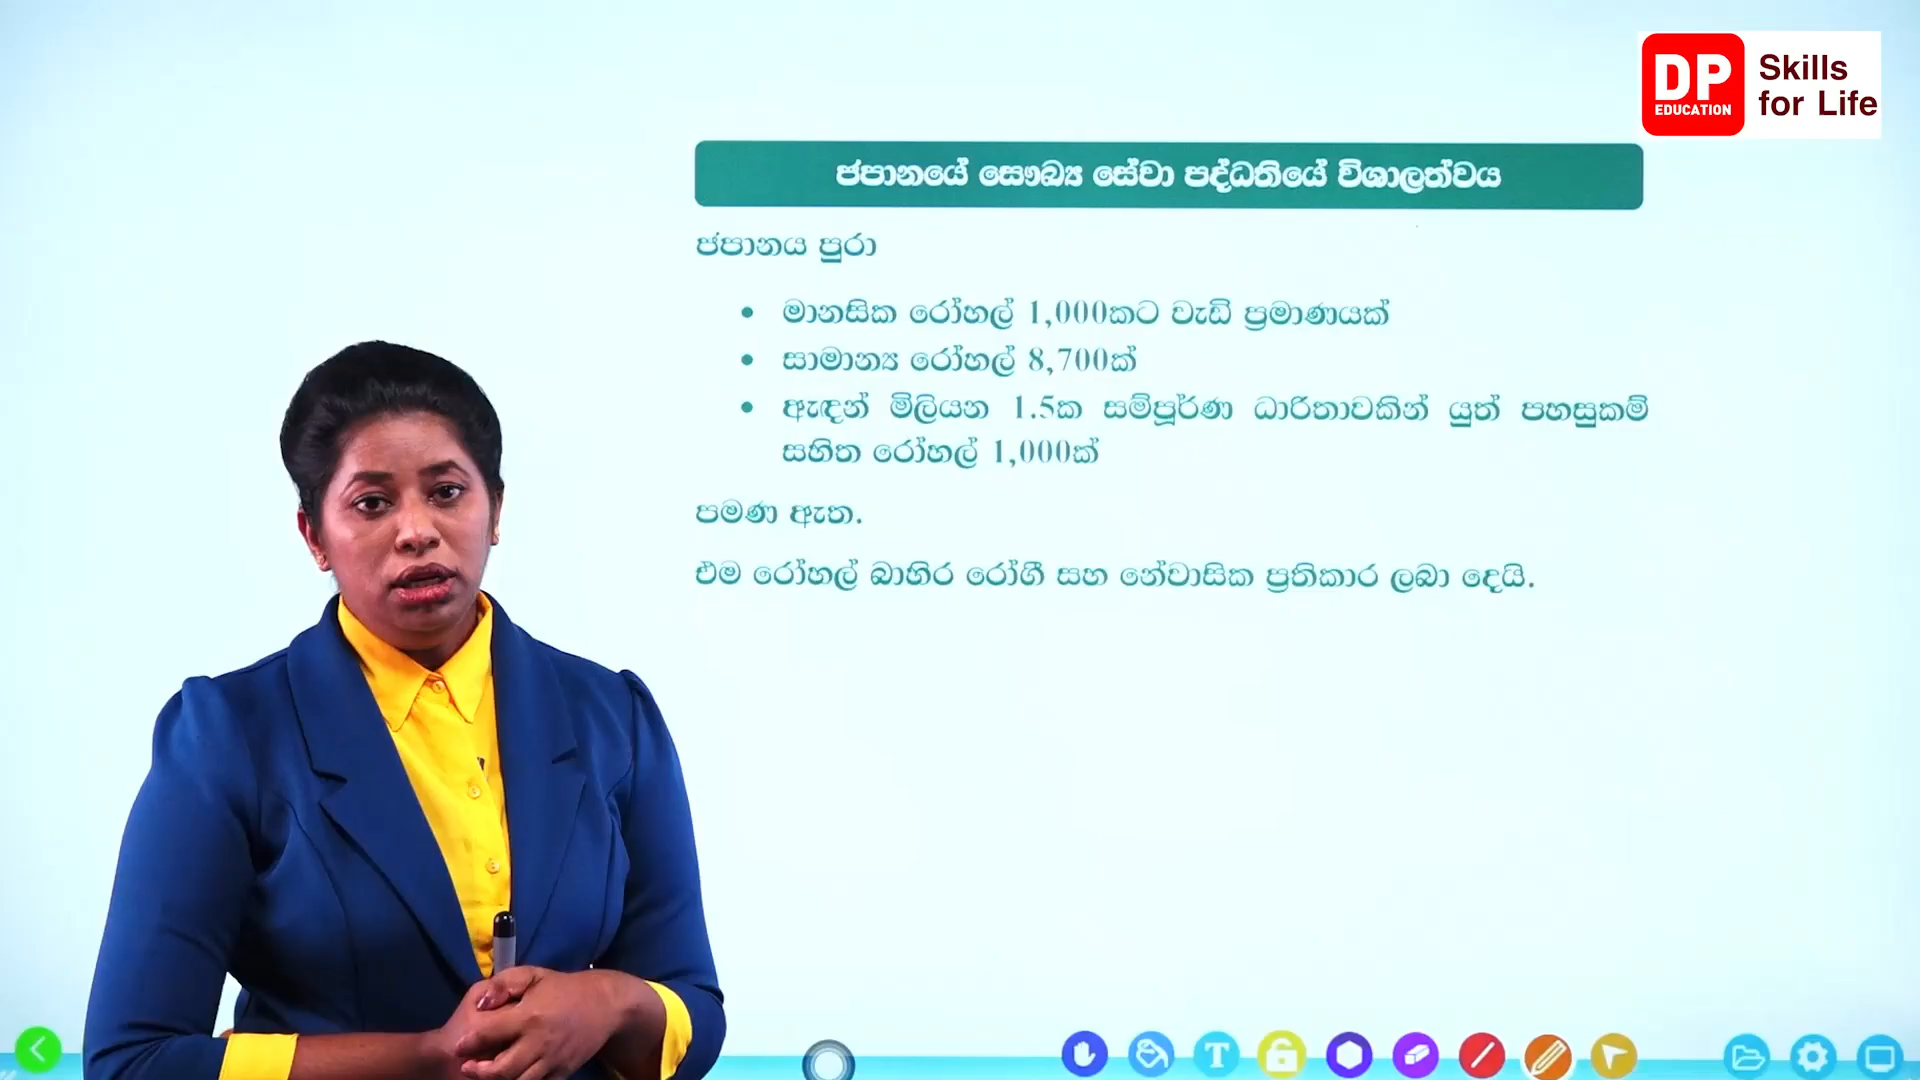 DP
EDUCATION
Skills
for Life
ජපානයේ සෞඛ්‍ය සේවා පද්ධතියේ විශාලත්වය
ජපානය පුරා
• මානසික රෝහල් 1,000කට වැඩි ප්‍රමාණයක්
• සාමාන්‍ය රෝහල් 8,700ක්
• ඇඳන් මිලියන 1.5ක සම්පූර්ණ ධාරිතාවකින් යුත් පහසුකම්
සහිත රෝහල් 1,000ක්
පමණ ඇත.
එම රෝහල් බාහිර රෝගී සහ නේවාසික ප්‍රතිකාර ලබා දෙයි.
T